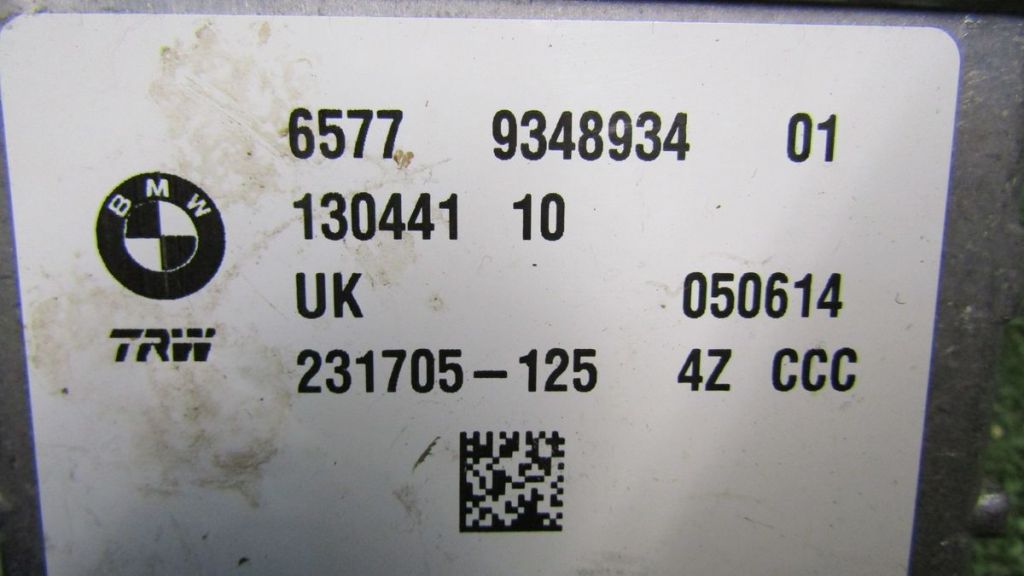 6577 9348934 01
BMW
130441 10
UK 050614
TRW
231705-125 4Z CCC